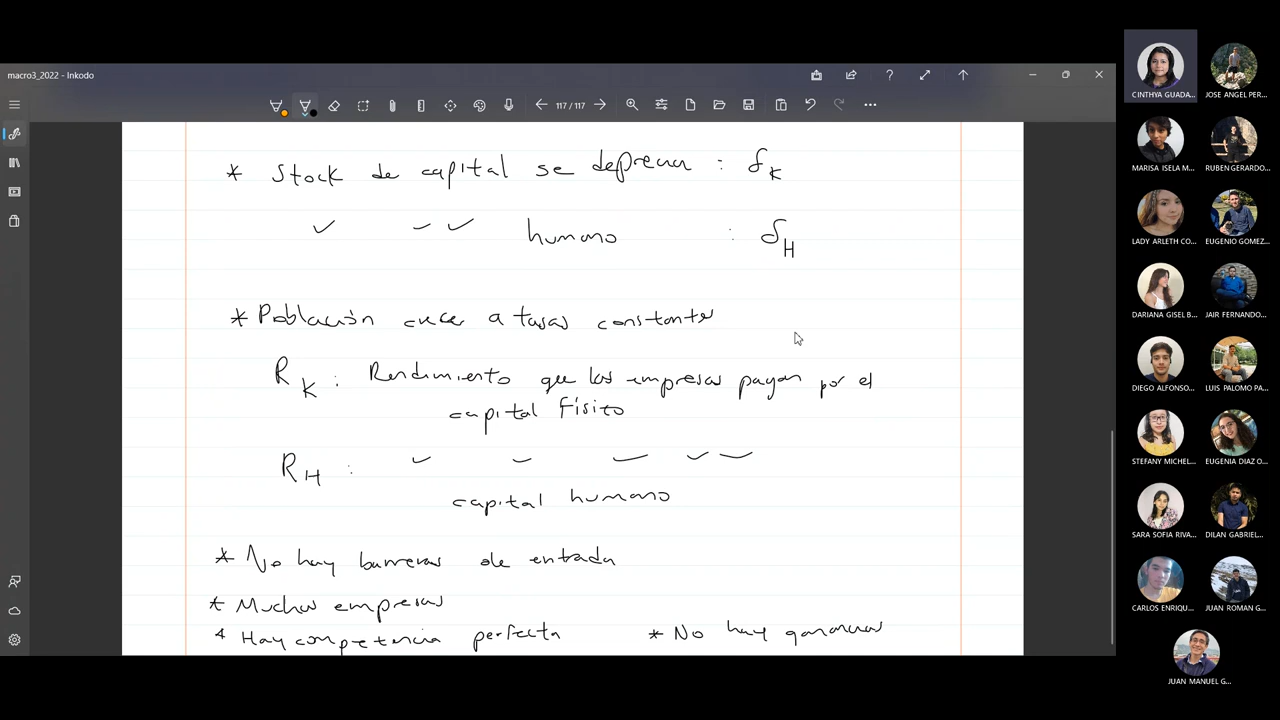 macro3_2022 - Inkodo
117 / 117
* Stock de capital se deprecia : δK
✓ ✓ ✓ humano : δH
* Población crece a tasas constantes
RK : Rendimiento que las empresas pagan por el
capital físico
RH : ✓ ✓ ✓ ✓ ✓
capital humano
* No hay barreras de entrada
* Muchas empresas
* Hay competencia perfecta * No hay ganancias
CINTHYA GUADA...
JOSE ANGEL PER...
MARISA ISELA M...
RUBEN GERARDO...
LADY ARLETH CO...
EUGENIO GOMEZ...
DARIANA GISEL B...
JAIR FERNANDO...
DIEGO ALFONSO...
LUIS PALOMO PA...
STEFANY MICHEL...
EUGENIA DIAZ O...
SARA SOFIA RIVA...
DILAN GABRIEL...
CARLOS ENRIQU...
JUAN ROMAN G...
JUAN MANUEL G...